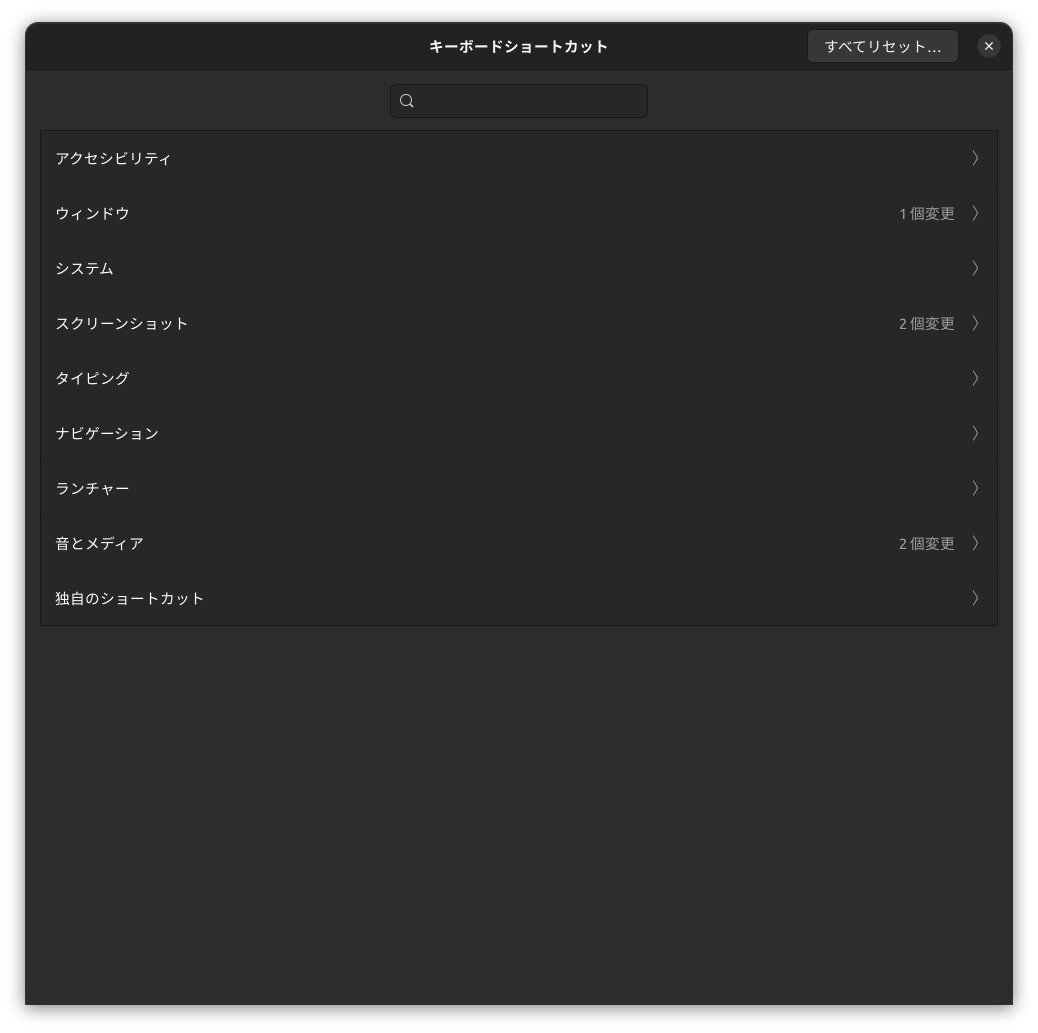 キーボードショートカット すべてリセット...
アクセシビリティ
ウィンドウ 1 個変更
システム
スクリーンショット 2 個変更
タイピング
ナビゲーション
ランチャー
音とメディア 2 個変更
独自のショートカット